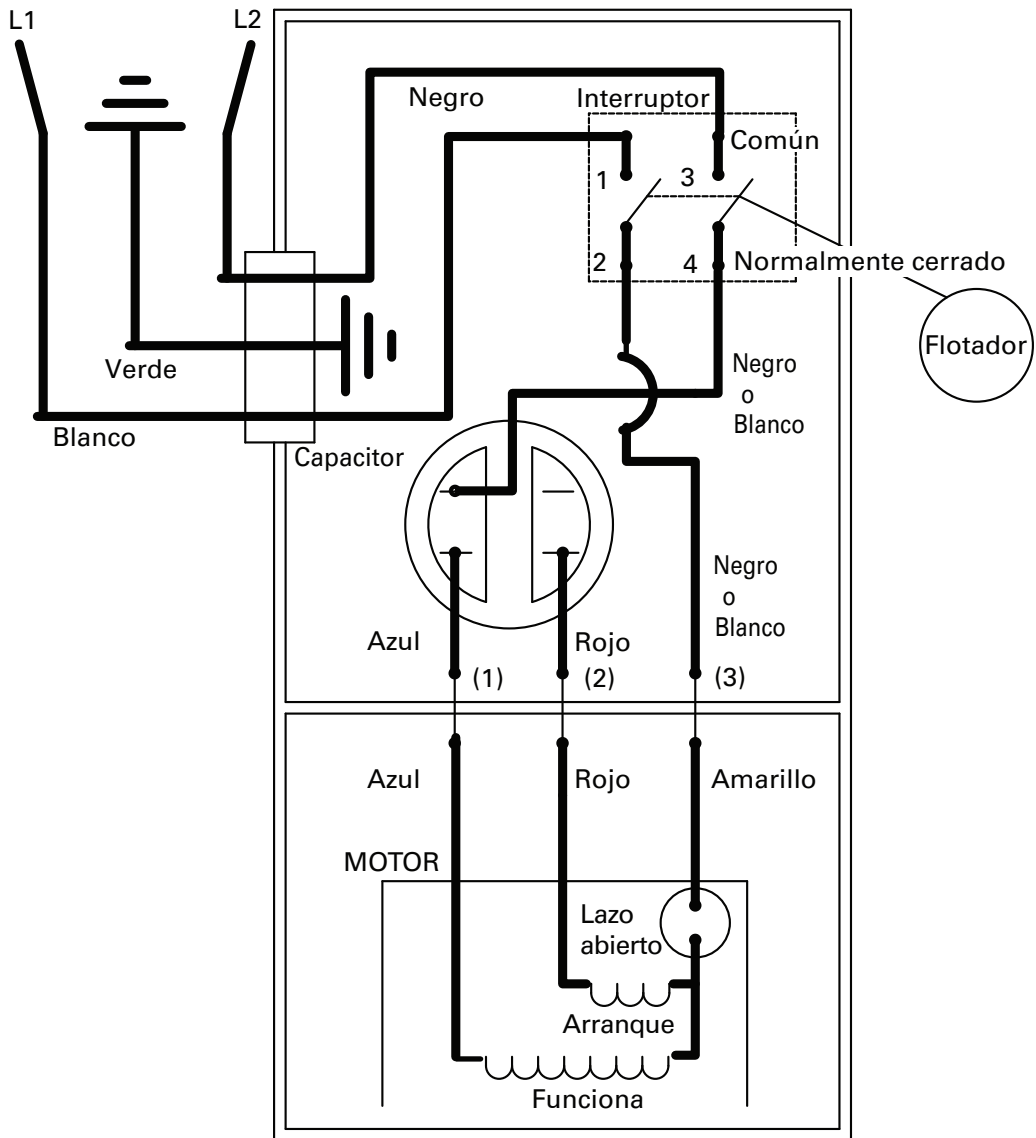 L1
L2
Negro
Interruptor
Común
1
3
2
4
Normalmente cerrado
Flotador
Verde
Blanco
Capacitor
Negro
o
Blanco
Negro
o
Blanco
Azul
Rojo
(1)
(2)
(3)
Azul
Rojo
Amarillo
MOTOR
Lazo
abierto
Arranque
Funciona